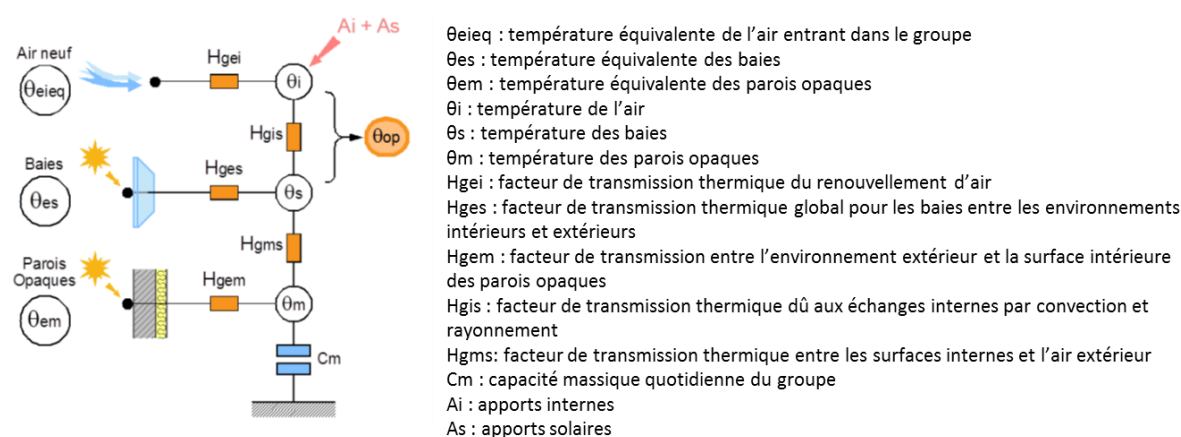 Ai + As
Air neuf
θeieq
Hgei
θi
Hgis
θop
Baies
θes
Hges
θs
Hgms
Parois
Opaques
θem
Hgem
θm
Cm
θeieq : température équivalente de l’air entrant dans le groupe
θes : température équivalente des baies
θem : température équivalente des parois opaques
θi : température de l’air
θs : température des baies
θm : température des parois opaques
Hgei : facteur de transmission thermique du renouvellement d’air
Hges : facteur de transmission thermique global pour les baies entre les environnements
intérieurs et extérieurs
Hgem : facteur de transmission entre l’environnement extérieur et la surface intérieure
des parois opaques
Hgis : facteur de transmission thermique dû aux échanges internes par convection et
rayonnement
Hgms: facteur de transmission thermique entre les surfaces internes et l’air extérieur
Cm : capacité massique quotidienne du groupe
Ai : apports internes
As : apports solaires